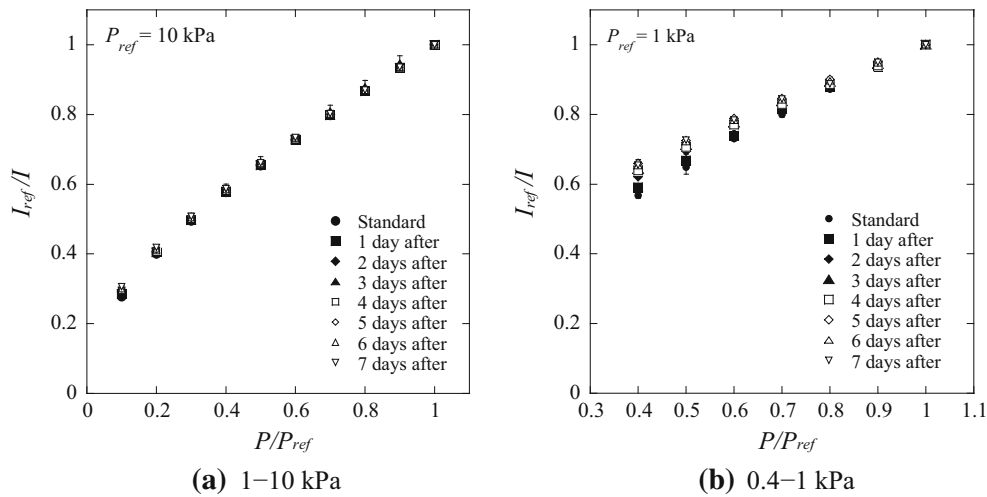 P_ref = 10 kPa
1
0.8
0.6
0.4
0.2
0
I_ref/I
Standard
1 day after
2 days after
3 days after
4 days after
5 days after
6 days after
7 days after
0 0.2 0.4 0.6 0.8 1
P/P_ref
(a) 1−10 kPa
P_ref = 1 kPa
1
0.8
0.6
0.4
0.2
0
I_ref/I
Standard
1 day after
2 days after
3 days after
4 days after
5 days after
6 days after
7 days after
0.3 0.4 0.5 0.6 0.7 0.8 0.9 1 1.1
P/P_ref
(b) 0.4−1 kPa